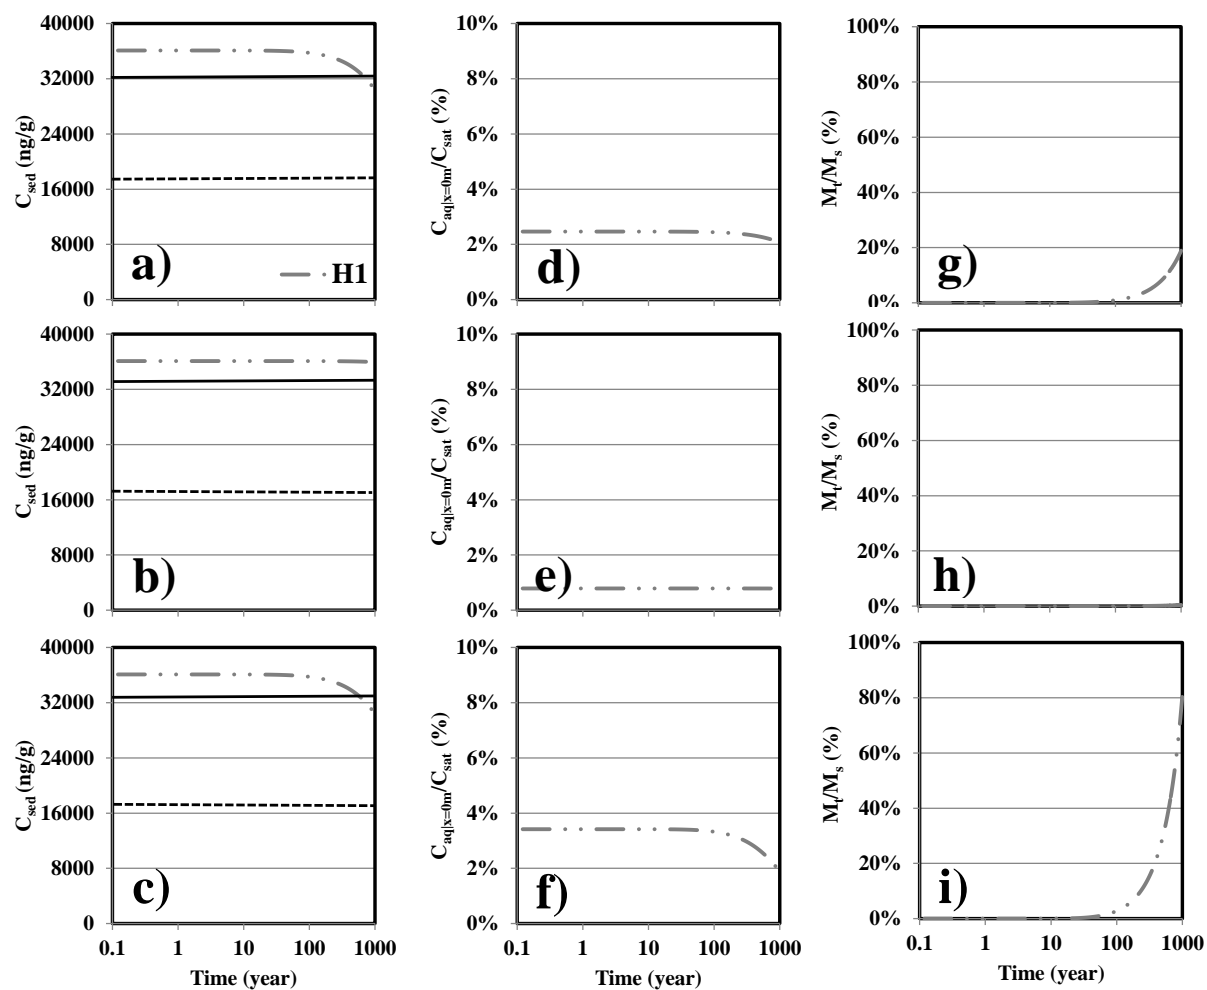 40000
32000
24000
16000
8000
0
C_sed (ng/g)
a)
H1
10%
8%
6%
4%
2%
0%
C_aq|x=0m/C_sat (%)
d)
100%
80%
60%
40%
20%
0%
M_t/M_s (%)
g)
40000
32000
24000
16000
8000
0
C_sed (ng/g)
b)
10%
8%
6%
4%
2%
0%
C_aq|x=0m/C_sat (%)
e)
100%
80%
60%
40%
20%
0%
M_t/M_s (%)
h)
40000
32000
24000
16000
8000
0
C_sed (ng/g)
c)
0.1 1 10 100 1000
Time (year)
10%
8%
6%
4%
2%
0%
C_aq|x=0m/C_sat (%)
f)
0.1 1 10 100 1000
Time (year)
100%
80%
60%
40%
20%
0%
M_t/M_s (%)
i)
0.1 1 10 100 1000
Time (year)